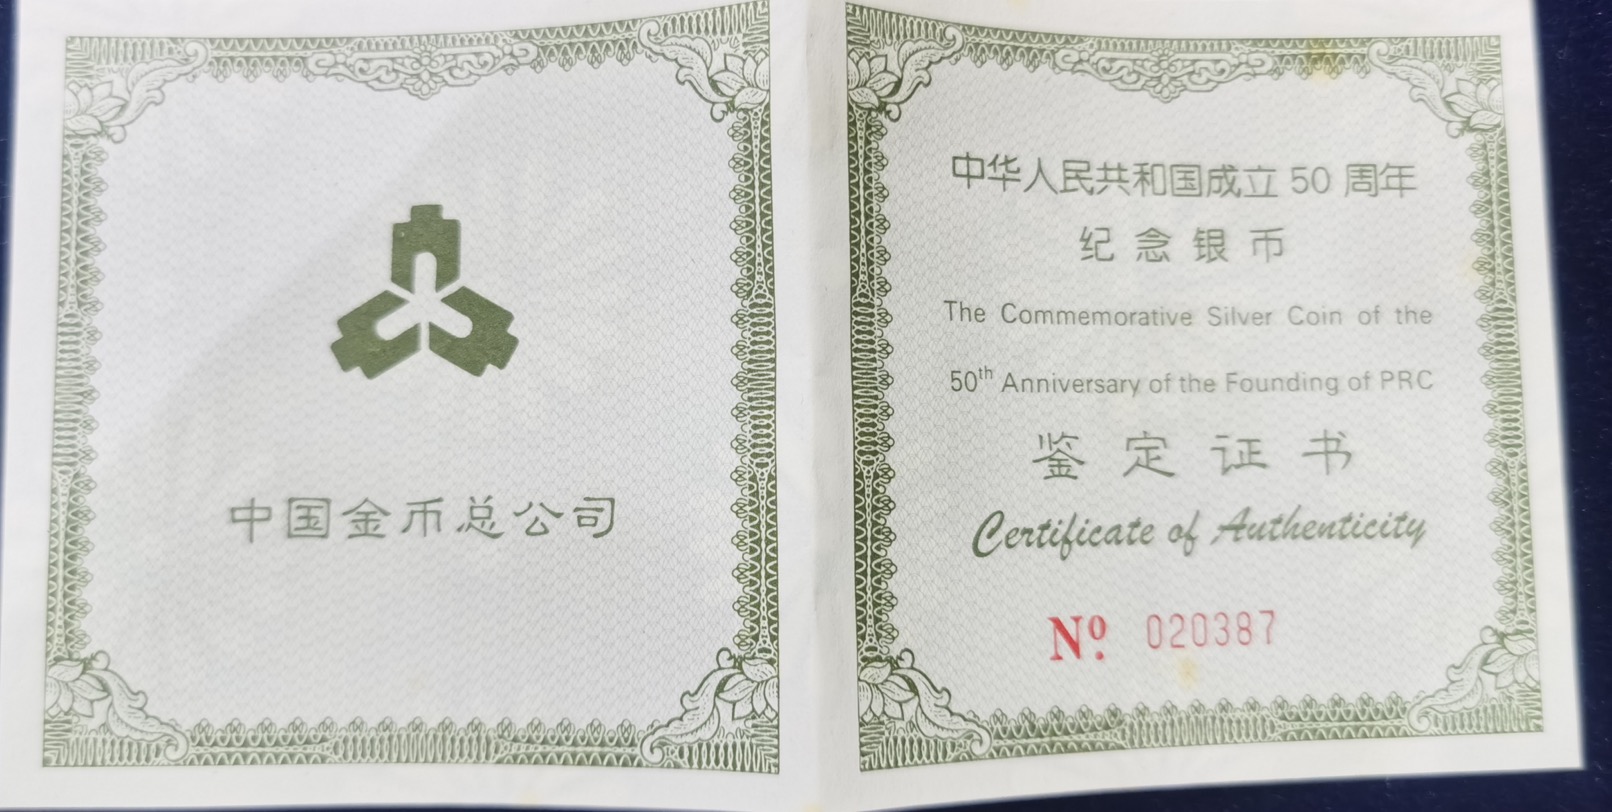 中国金币总公司
中华人民共和国成立 50 周年
纪念银币
The Commemorative Silver Coin of the
50th Anniversary of the Founding of PRC
鉴定证书
Certificate of Authenticity
Nº. 020387